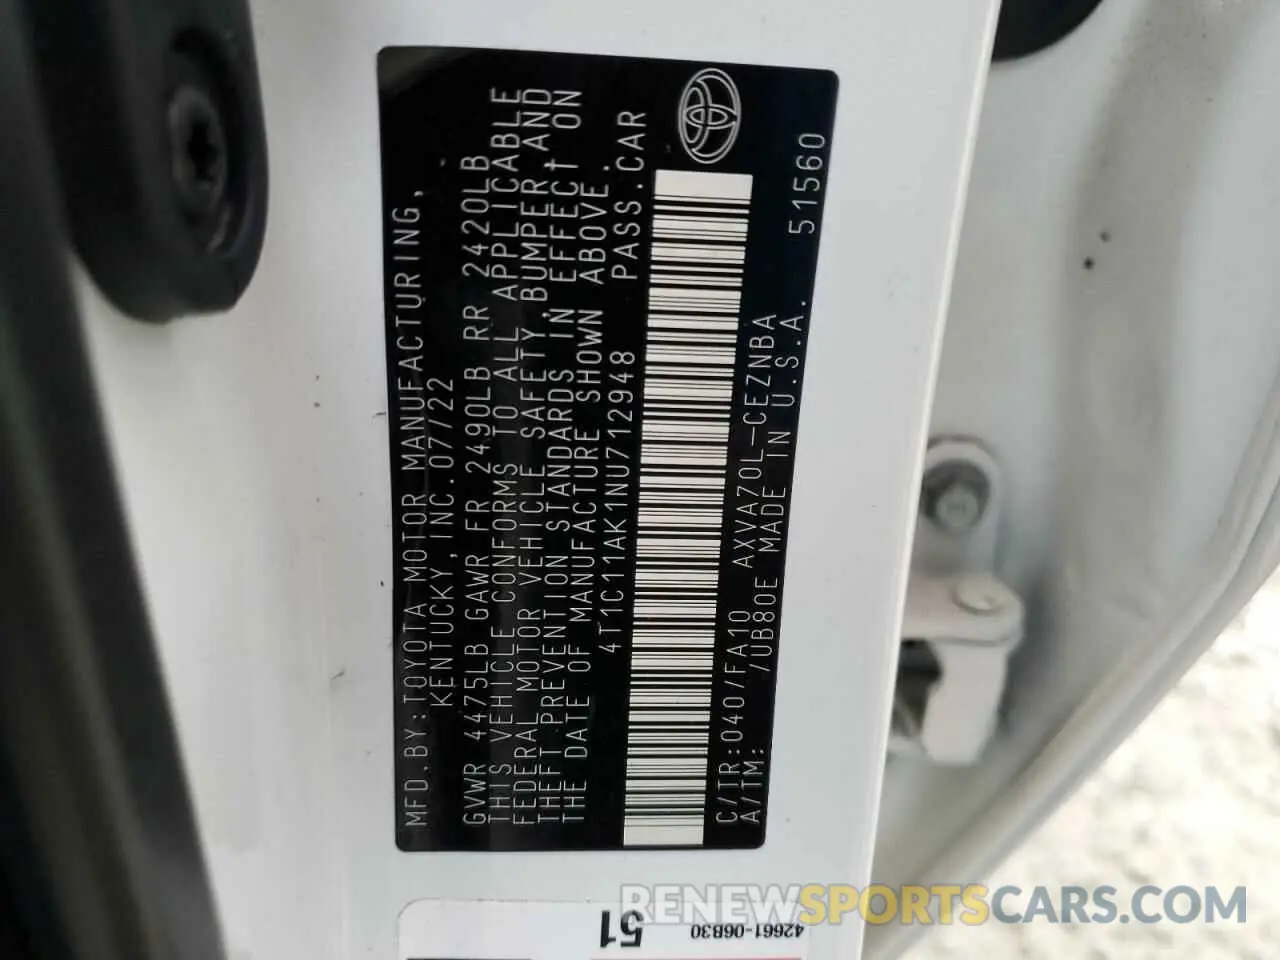 MFD.BY:TOYOTA MOTOR MANUFACTURING,
KENTUCKY,INC.07/22
GVWR 4475LB GAWR FR 2490LB RR 2420LB
THIS VEHICLE CONFORMS TO ALL APPLICABLE
FEDERAL MOTOR VEHICLE SAFETY,BUMPER AND
THEFT PREVENTION STANDARDS IN EFFECT ON
THE DATE OF MANUFACTURE SHOWN ABOVE.
4T1C11AK1NU712948 PASS.CAR
C/TR:040/FA10 AXVA70L-CEZNBA 51560
A/TM: /UB80E MADE IN U.S.A.
42661-06B30
51
RENEWSPORTSCARS.COM